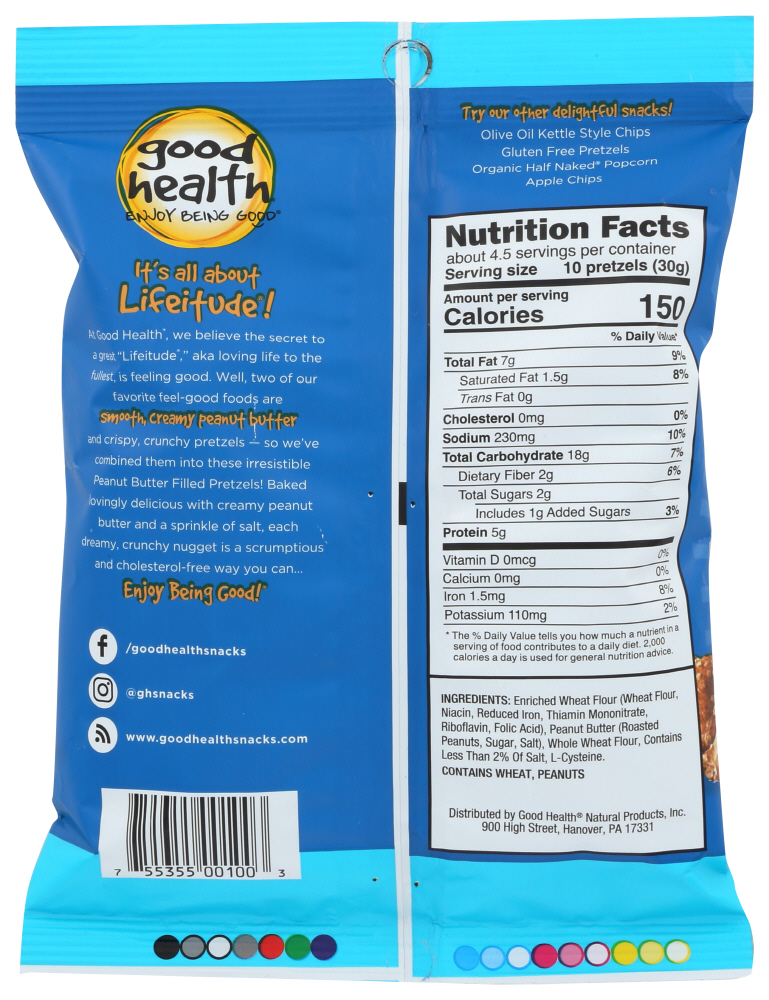 good
health
ENJOY BEING GOOD®
It's all about
Lifeitude®!
At Good Health®, we believe the secret to
a great "Lifeitude®," aka loving life to the
fullest, is feeling good. Well, two of our
favorite feel-good foods are
smooth, creamy peanut butter
and crispy, crunchy pretzels — so we've
combined them into these irresistible
Peanut Butter Filled Pretzels! Baked
lovingly delicious with creamy peanut
butter and a sprinkle of salt, each
dreamy, crunchy nugget is a scrumptious
and cholesterol-free way you can...
Enjoy Being Good!®
/goodhealthsnacks
@ghsnacks
www.goodhealthsnacks.com
7 55355 00100 3
Try our other delightful snacks!
Olive Oil Kettle Style Chips
Gluten Free Pretzels
Organic Half Naked® Popcorn
Apple Chips
Nutrition Facts
about 4.5 servings per container
Serving size 10 pretzels (30g)
Amount per serving
Calories 150
% Daily Value*
Total Fat 7g 9%
Saturated Fat 1.5g 8%
Trans Fat 0g
Cholesterol 0mg 0%
Sodium 230mg 10%
Total Carbohydrate 18g 7%
Dietary Fiber 2g 6%
Total Sugars 2g
Includes 1g Added Sugars 3%
Protein 5g
Vitamin D 0mcg 0%
Calcium 0mg 0%
Iron 1.5mg 8%
Potassium 110mg 2%
* The % Daily Value tells you how much a nutrient in a
serving of food contributes to a daily diet. 2,000
calories a day is used for general nutrition advice.
INGREDIENTS: Enriched Wheat Flour (Wheat Flour,
Niacin, Reduced Iron, Thiamin Mononitrate,
Riboflavin, Folic Acid), Peanut Butter (Roasted
Peanuts, Sugar, Salt), Whole Wheat Flour, Contains
Less Than 2% Of Salt, L-Cysteine.
CONTAINS WHEAT, PEANUTS
Distributed by Good Health® Natural Products, Inc.
900 High Street, Hanover, PA 17331